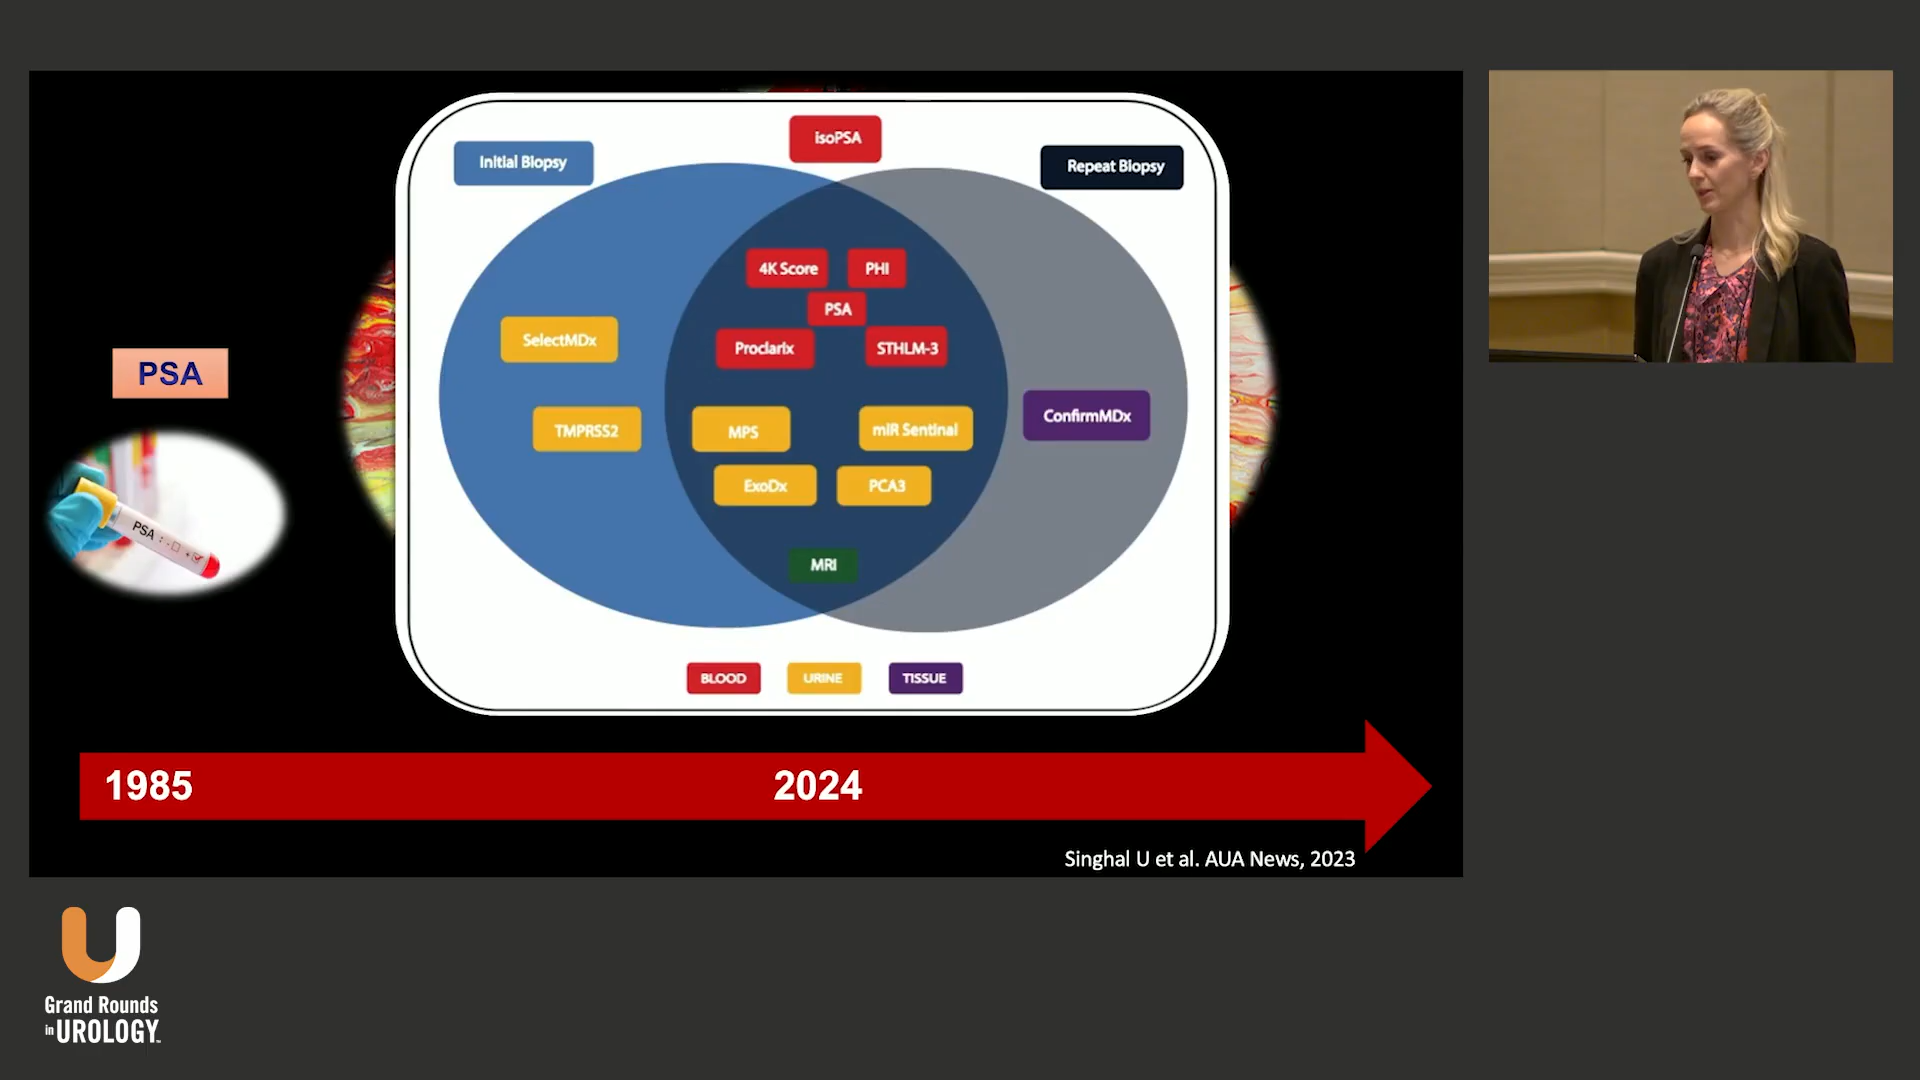 isoPSA
Initial Biopsy
Repeat Biopsy
4K Score
PHI
PSA
Proclarix
STHLM-3
SelectMDx
TMPRSS2
MPS
mIR Sentinal
ExoDx
PCA3
ConfirmMDx
MRI
BLOOD
URINE
TISSUE
PSA
PSA :
1985
2024
Singhal U et al. AUA News, 2023
Grand Rounds
in UROLOGY